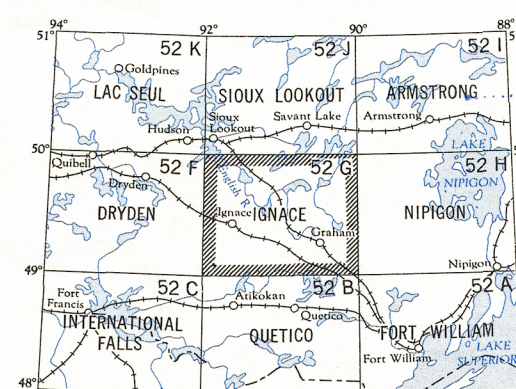 94°
92°
90°
88°
51°
5
52 K
52 J
52 I
Goldpines
LAC SEUL
SIOUX LOOKOUT
ARMSTRONG
Sioux
Lookout
Savant Lake
Armstrong
Hudson
LAKE
NIPIGON
50°
Quibell
52 F
52 G
52 H
Dryden
English R
DRYDEN
Ignace
IGNACE
NIPIGON
Graham
Nipigon
49°
52 C
52 B
52 A
Fort
Francis
Atikokan
Quetico
INTERNATIONAL
FALLS
QUETICO
FORT WILLIAM
Fort William
LAKE
SUPERIOR
48°